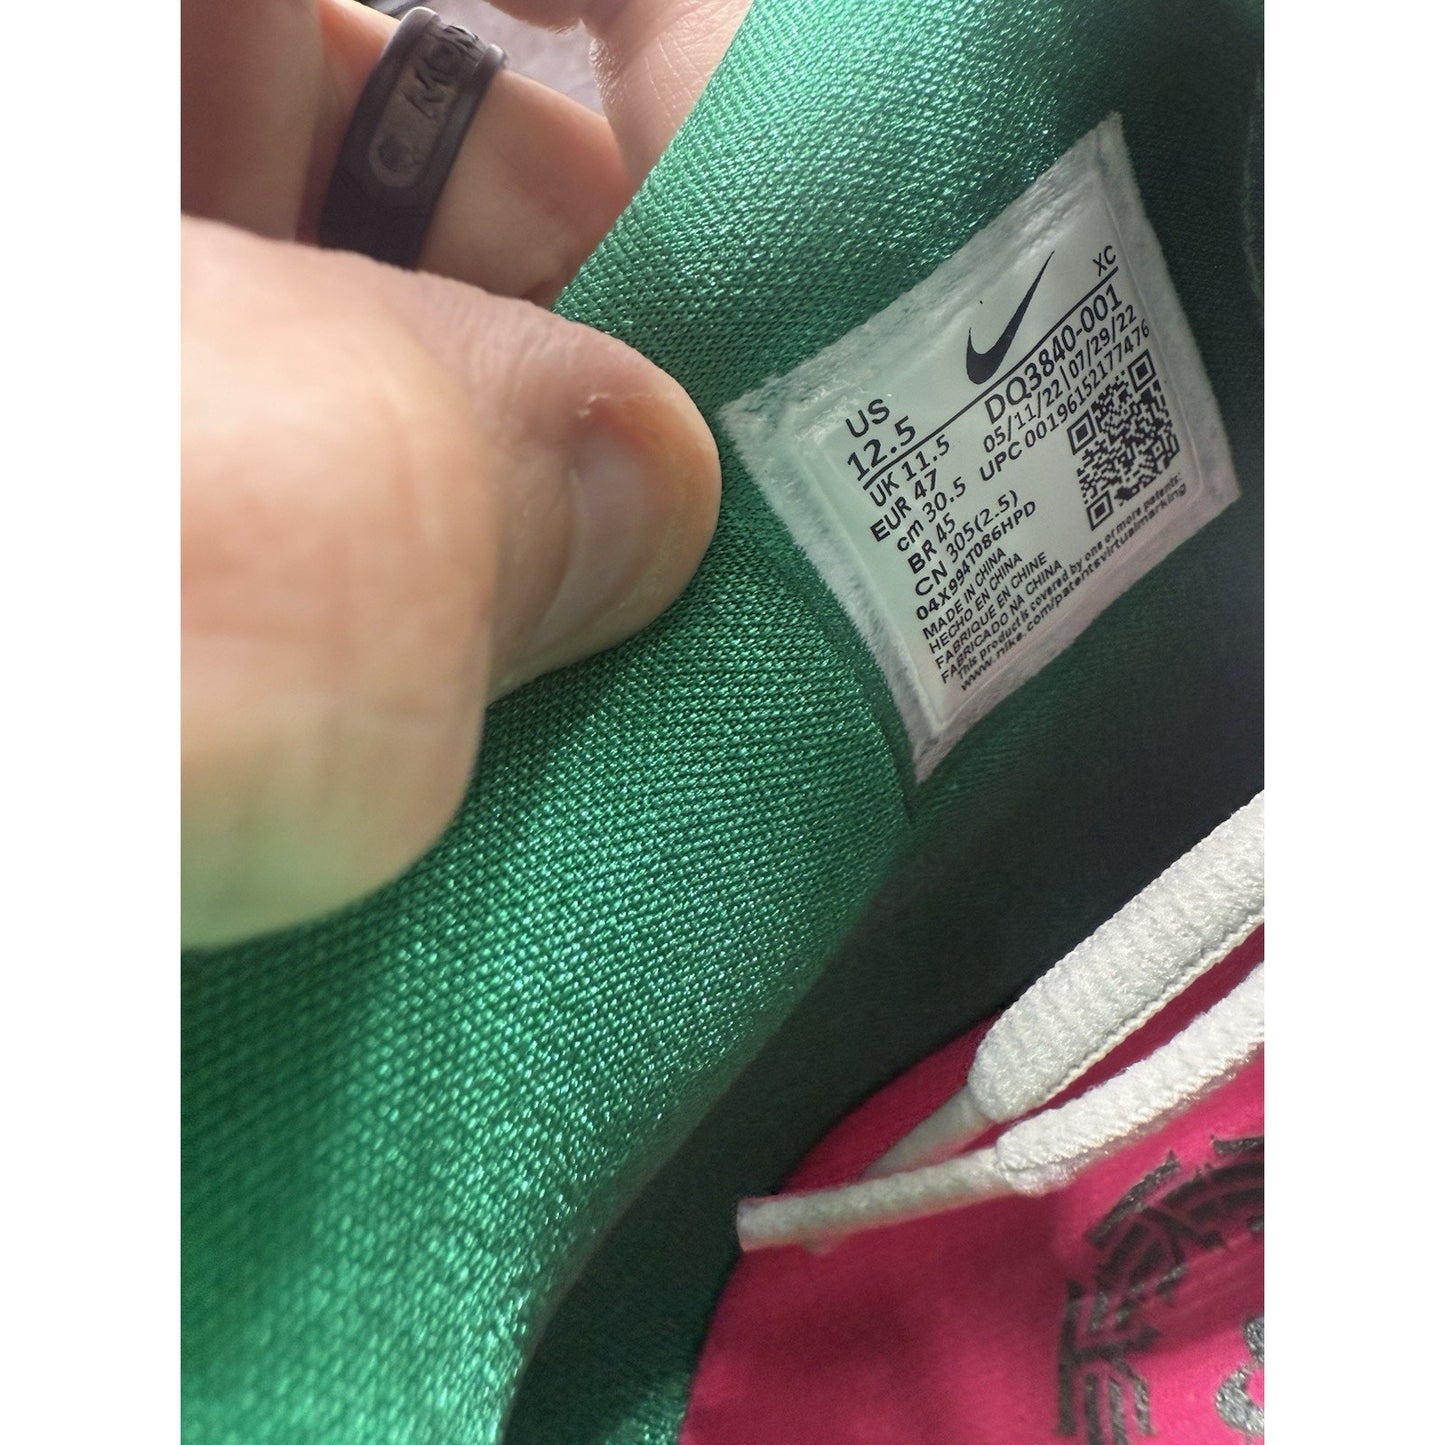 XC
US
12.5
DQ3840-001
UK 11.5
05/11/22|07/29/22
EUR 47
UPC 00196152177476
cm 30.5
BR 45
CN 305(2.5)
04X994T086HPD
MADE IN CHINA
HECHO EN CHINA
FABRIQUE EN CHINE
FABRICADO NA CHINA
This product is covered by one or more patents:
www.nike.com/patentsvirtualmarking